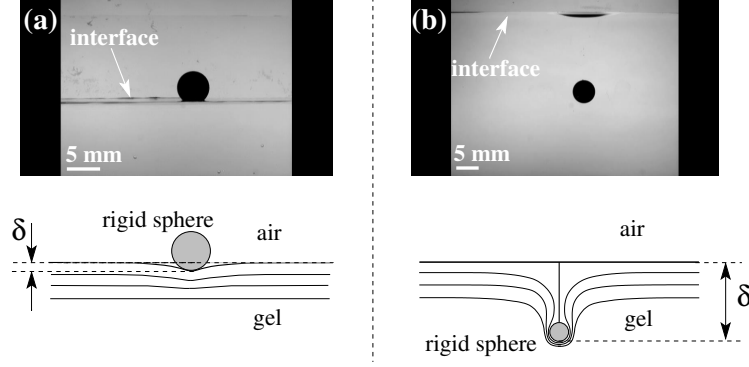 (a)
interface
5 mm
δ
rigid sphere
air
gel
(b)
interface
5 mm
air
gel
δ
rigid sphere